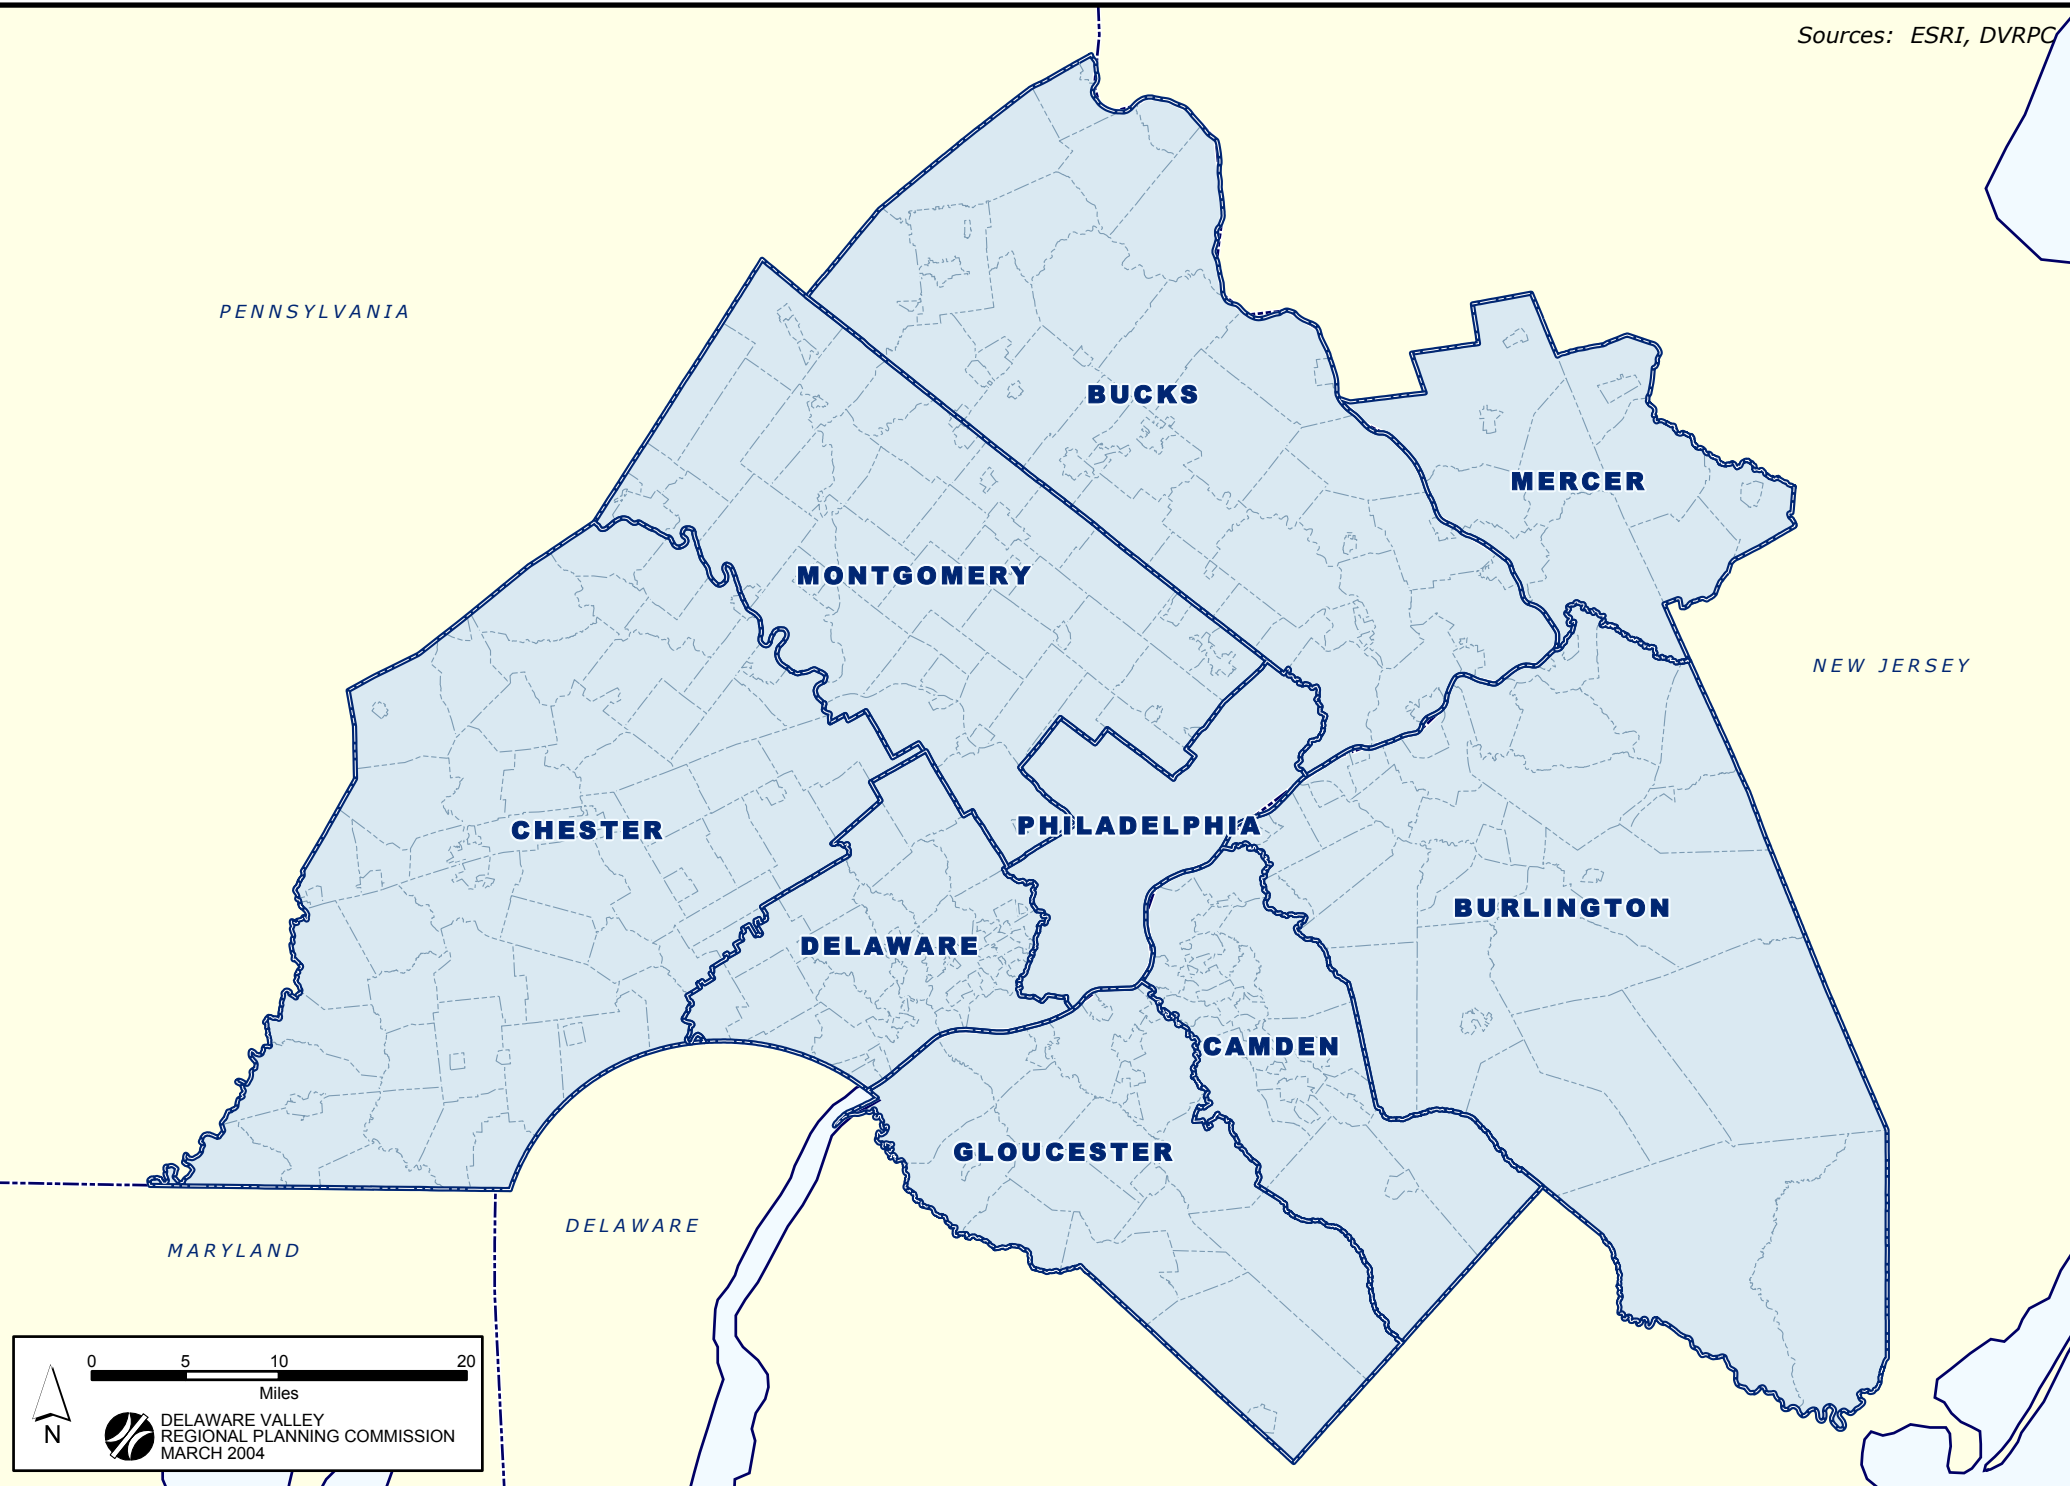 Sources: ESRI, DVRPC
PENNSYLVANIA
BUCKS
MERCER
MONTGOMERY
NEW JERSEY
PHILADELPHIA
CHESTER
BURLINGTON
DELAWARE
CAMDEN
GLOUCESTER
DELAWARE
MARYLAND
0 5 10 20
Miles
N
DELAWARE VALLEY
REGIONAL PLANNING COMMISSION
MARCH 2004